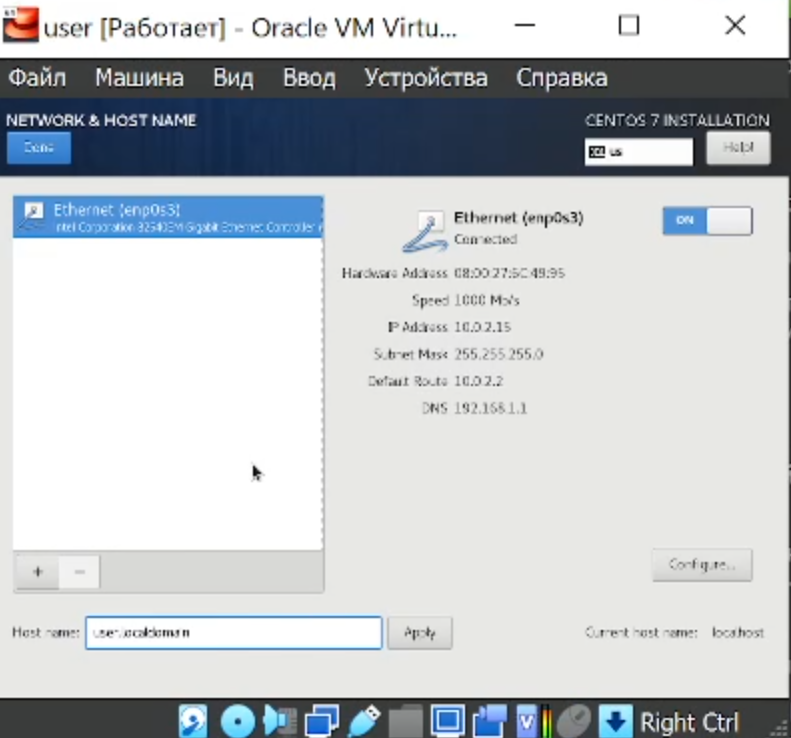 user [Работает] - Oracle VM Virtu...
Файл Машина Вид Ввод Устройства Справка
NETWORK & HOST NAME
CENTOS 7 INSTALLATION
Done
us
Help!
Ethernet (enp0s3)
Intel Corporation 82540EM Gigabit Ethernet Controller
Ethernet (enp0s3)
Connected
ON
Hardware Address 08:00:27:5C:49:95
Speed 1000 Mb/s
IP Address 10.0.2.15
Subnet Mask 255.255.255.0
Default Route 10.0.2.2
DNS 192.168.1.1
+ −
Configure...
Host name: user.localdomain
Apply
Current host name: localhost
Right Ctrl